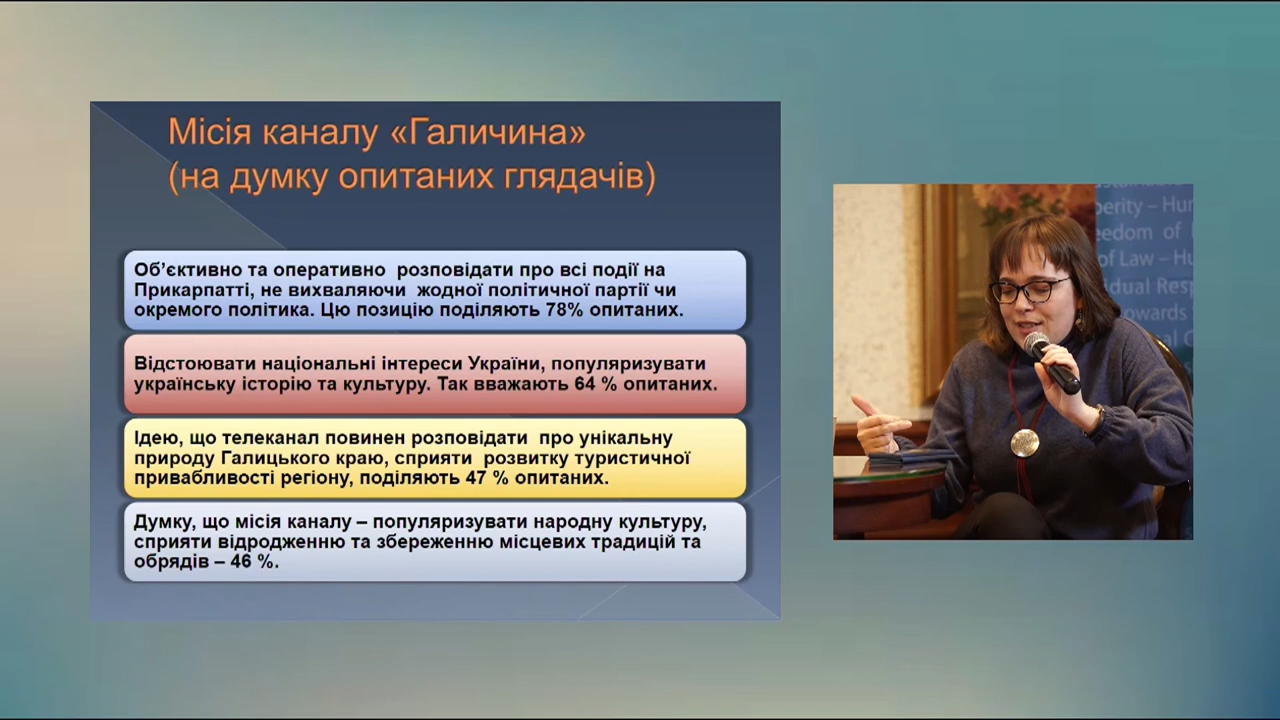 Місія каналу «Галичина»
(на думку опитаних глядачів)
Об’єктивно та оперативно розповідати про всі події на
Прикарпатті, не вихваляючи жодної політичної партії чи
окремого політика. Цю позицію поділяють 78% опитаних.
Відстоювати національні інтереси України, популяризувати
українську історію та культуру. Так вважають 64 % опитаних.
Ідею, що телеканал повинен розповідати про унікальну
природу Галицького краю, сприяти розвитку туристичної
привабливості регіону, поділяють 47 % опитаних.
Думку, що місія каналу – популяризувати народну культуру,
сприяти відродженню та збереженню місцевих традицій та
обрядів – 46 %.
of Law –